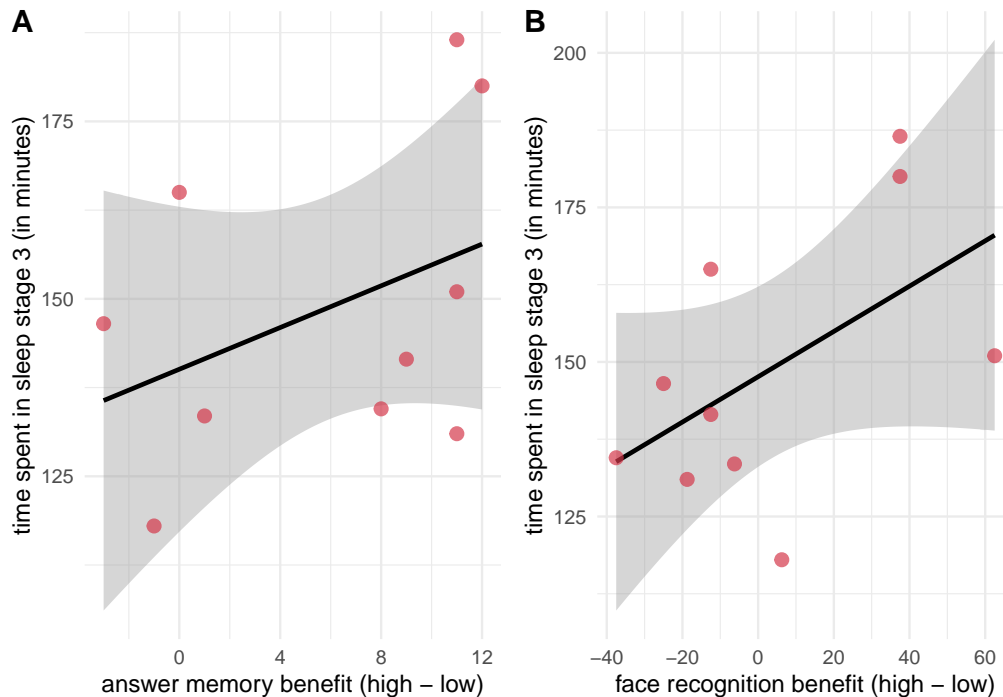 A
175
150
125
0 4 8 12
answer memory benefit (high − low)
time spent in sleep stage 3 (in minutes)
B
200
175
150
125
−40 −20 0 20 40 60
face recognition benefit (high − low)
time spent in sleep stage 3 (in minutes)